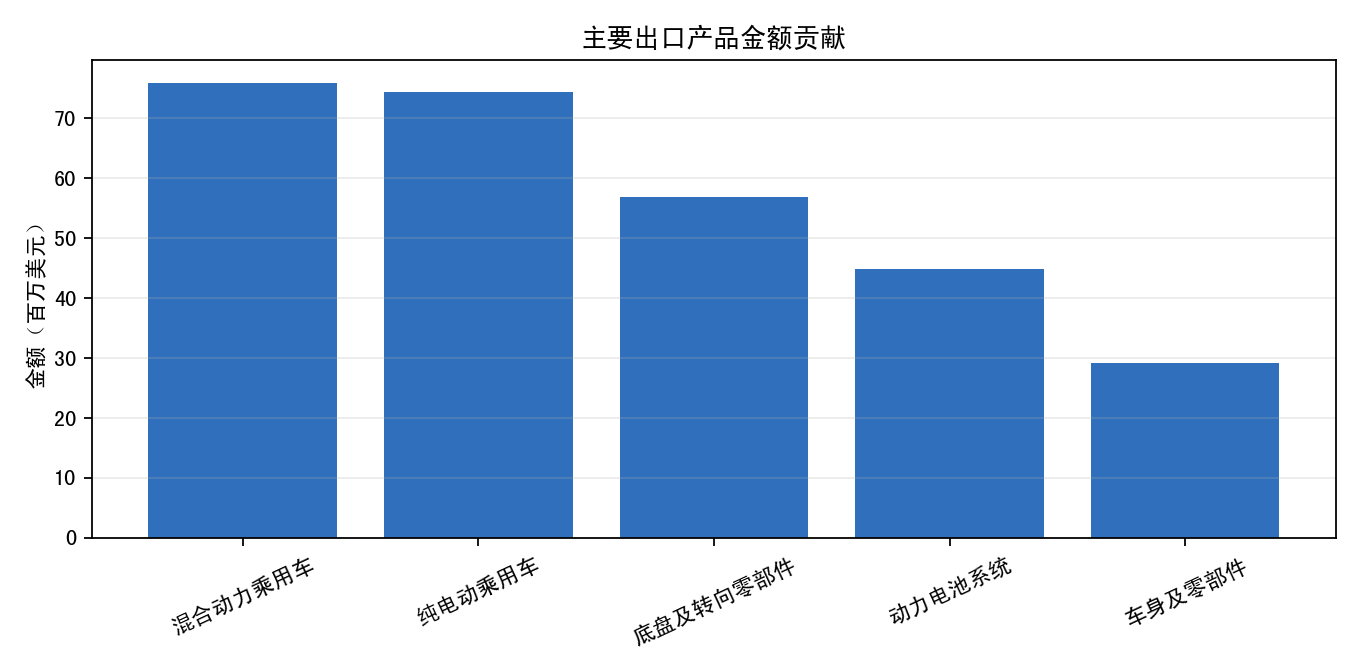 主要出口产品金额贡献
金额（百万美元）
70
60
50
40
30
20
10
0
混合动力乘用车
纯电动乘用车
底盘及转向零部件
动力电池系统
车身及零部件